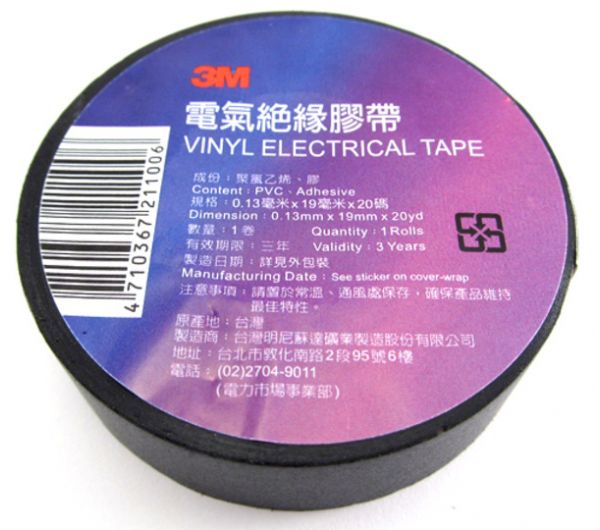 3M
電氣絕緣膠帶
VINYL ELECTRICAL TAPE
成份：聚氯乙烯、膠
Content : PVC、Adhesive
規格：0.13毫米x19毫米x20碼
Dimension : 0.13mm x 19mm x 20yd
數量：1卷 Quantity : 1Rolls
有效期限：三年 Validity : 3 Years
製造日期：詳見外包裝
Manufacturing Date : See sticker on cover-wrap
注意事項：請置於常溫、通風處保存，確保產品維持
最佳特性。
原產地：台灣
製造商：台灣明尼蘇達礦業製造股份有限公司
地址：台北市敦化南路2段95號6樓
電話：(02)2704-9011
(電力市場事業部)
4710367211006